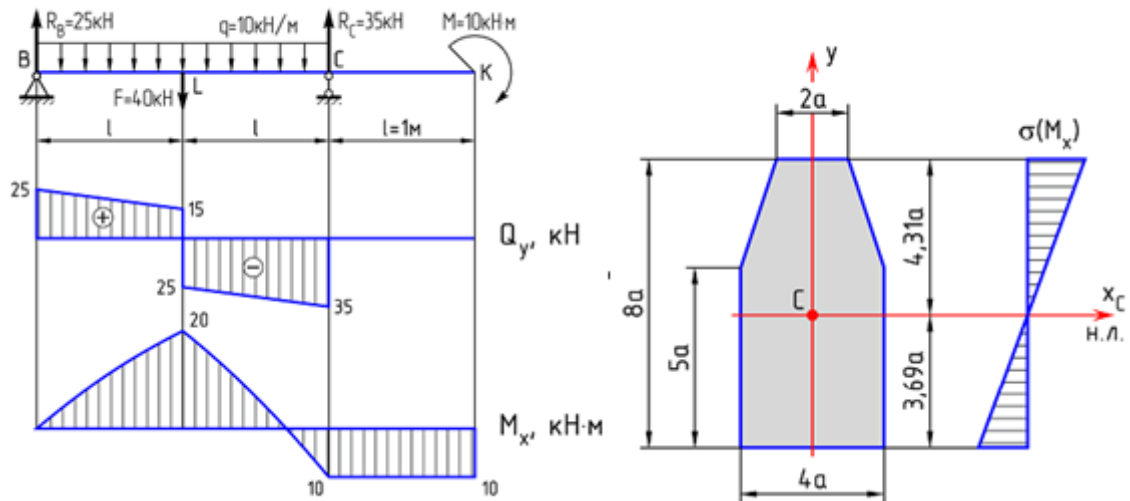 R_B=25кН
q=10кН/м
R_C=35кН
M=10кН·м
B
C
K
L
F=40кН
l
l
l=1м
25
15
+
Q_y, кН
−
25
35
20
M_x, кН·м
10
10
y
2a
σ(M_x)
8a
5a
4,31a
C
x_C
н.л.
3,69a
4a